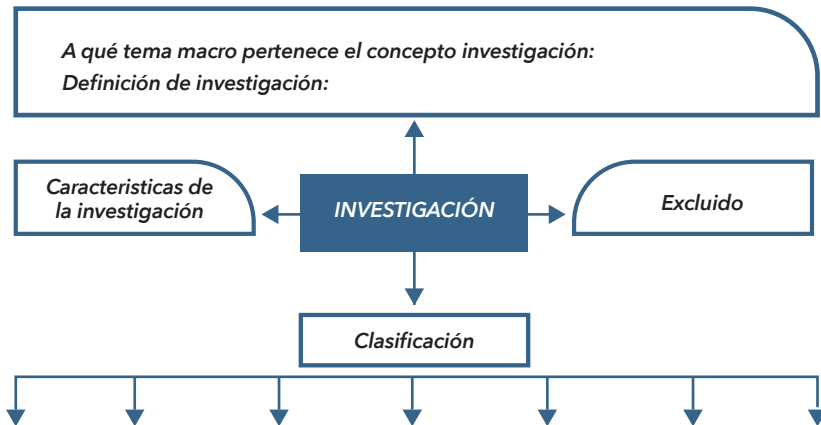 A qué tema macro pertenece el concepto investigación:
Definición de investigación:
Caracteristicas de
la investigación
INVESTIGACIÓN
Excluido
Clasificación